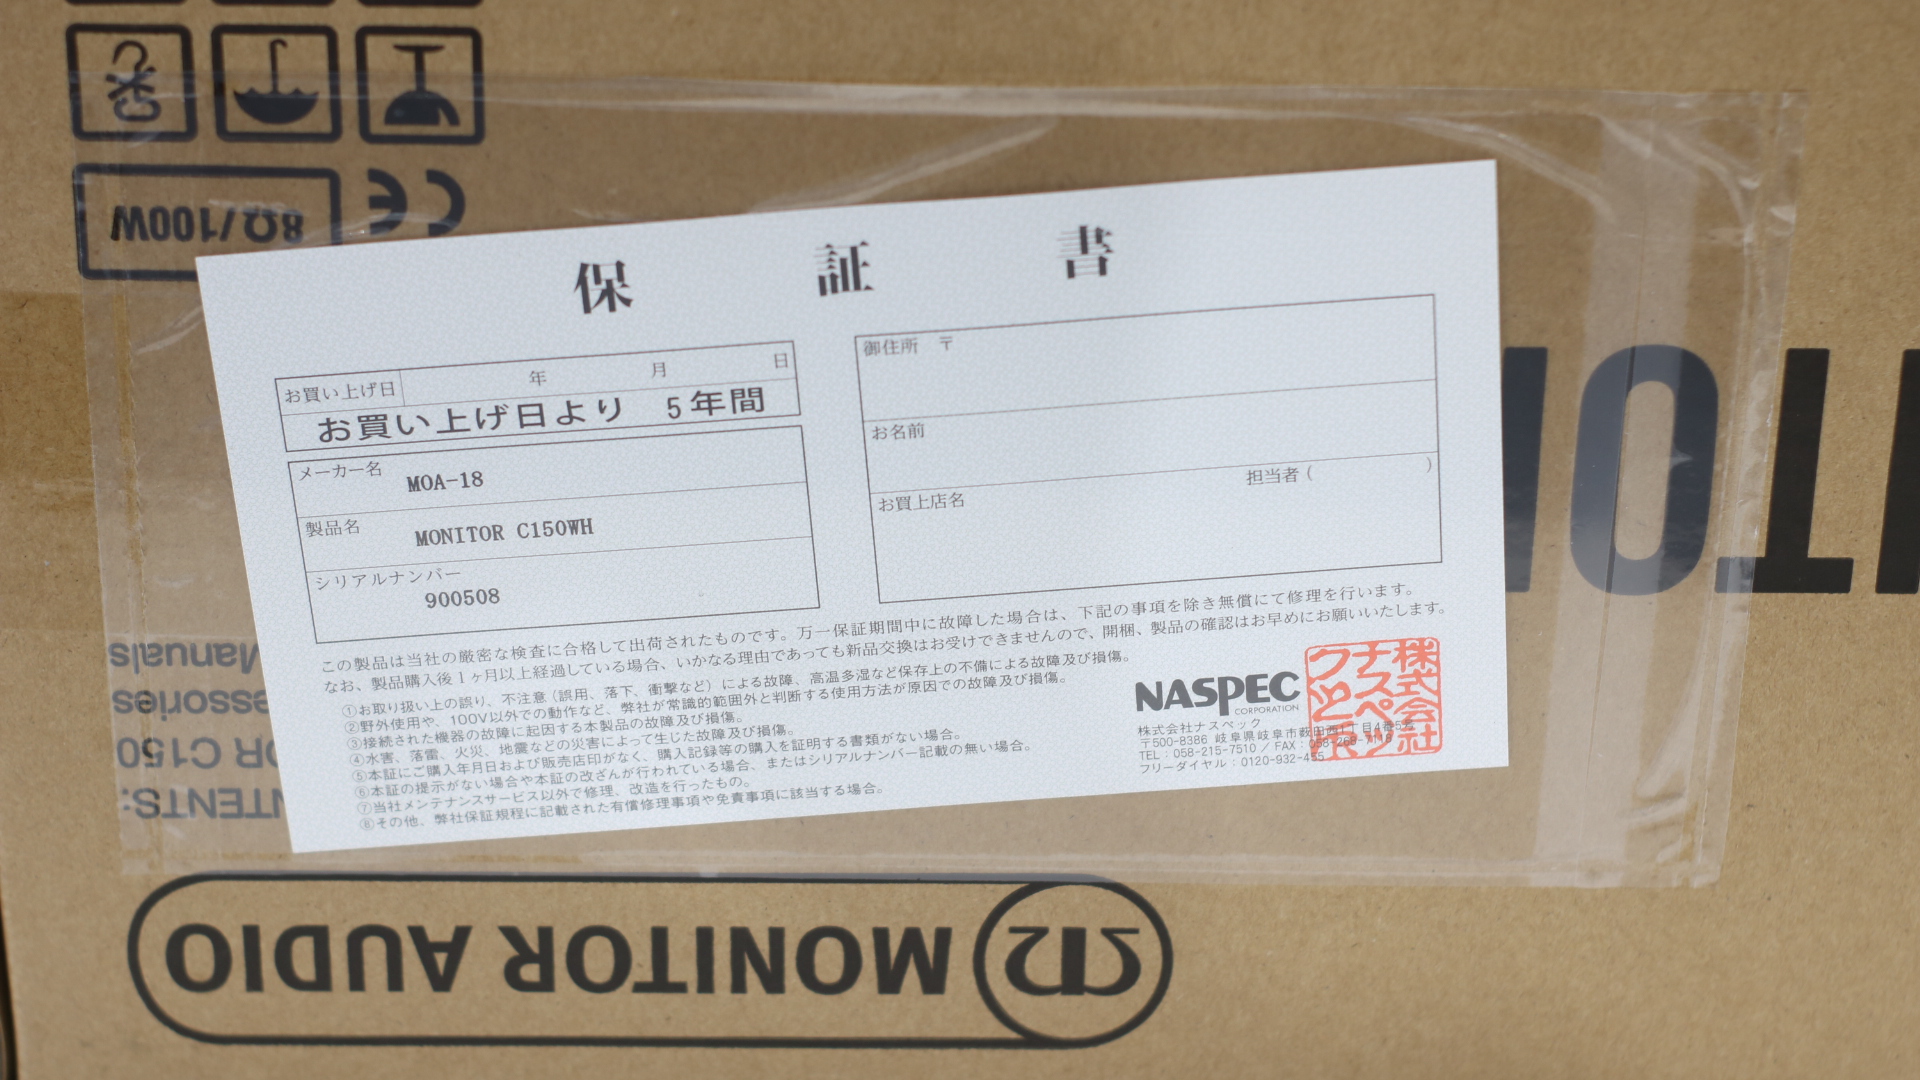 8Ω/100W
CE
保 証 書
お買い上げ日 年 月 日
お買い上げ日より 5年間
メーカー名 MOA-18
製品名 MONITOR C150WH
シリアルナンバー 900508
御住所 〒
お名前
お買上店名 担当者( )
この製品は当社の厳密な検査に合格して出荷されたものです。万一保証期間中に故障した場合は、下記の事項を除き無償にて修理を行います。
なお、製品購入後1ヶ月以上経過している場合、いかなる理由であっても新品交換はお受けできませんので、開梱、製品の確認はお早めにお願いいたします。
①お取り扱い上の誤り、不注意(誤用、落下、衝撃など)による故障、高温多湿など保存上の不備による故障及び損傷。
②野外使用や、100V以外での動作など、弊社が常識的範囲外と判断する使用方法が原因での故障及び損傷。
③接続された機器の故障に起因する本製品の故障及び損傷。
④水害、落雷、火災、地震などの災害によって生じた故障及び損傷。
⑤本証にご購入年月日および販売店印がなく、購入記録等の購入を証明する書類がない場合。
⑥本証の提示がない場合や本証の改ざんが行われている場合、またはシリアルナンバー記載の無い場合。
⑦当社メンテナンスサービス以外で修理、改造を行ったもの。
⑧その他、弊社保証規程に記載された有償修理事項や免責事項に該当する場合。
NASPEC
CORPORATION
株式会社ナスペック
〒500-8386 岐阜県岐阜市薮田西1丁目4番5号
TEL:058-215-7510 / FAX:
フリーダイヤル:0120-932-455
株式会社
ナスペッ
ク
Manuals
OR C150
MONITOR AUDIO